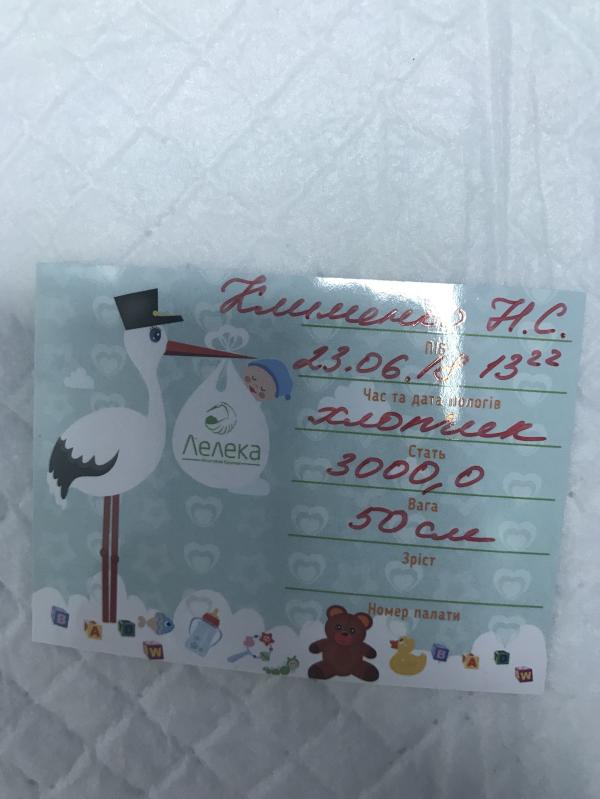 Клименко Н.С.
ПІБ
23.06.18 13²²
Час та дата пологів
хлопчик
Стать
3000,0
Вага
50 см
Зріст
Номер палати
Лелека
B A D W
B A D W